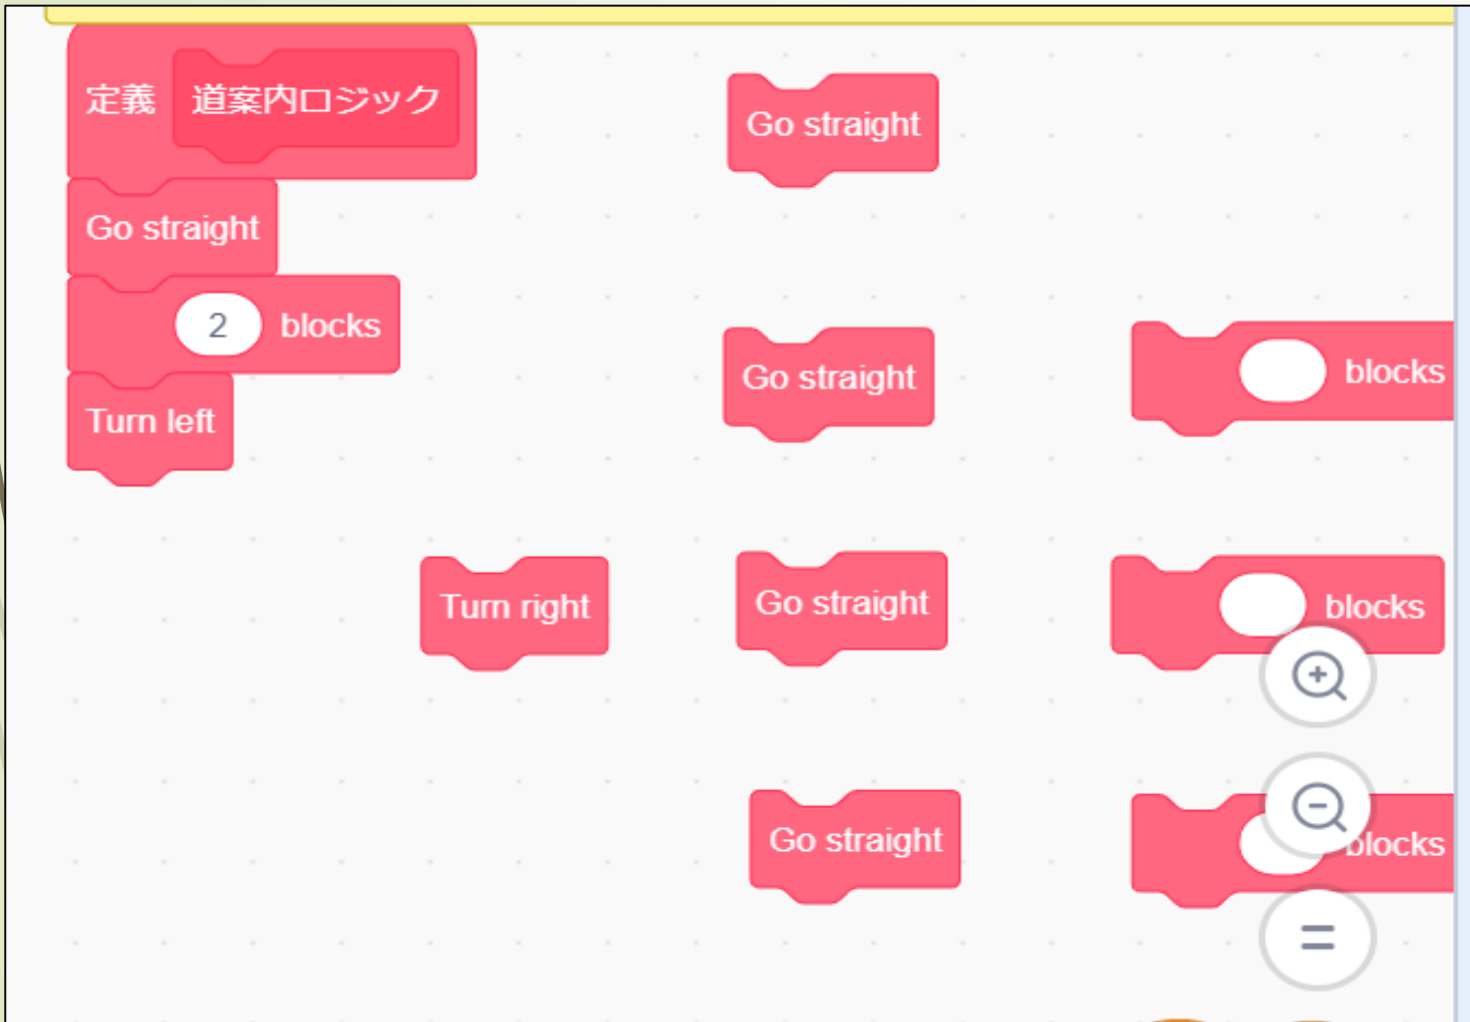 定義 道案内ロジック
Go straight
Go straight
2 blocks
Go straight
blocks
Turn left
Turn right
Go straight
blocks
Go straight
blocks
=